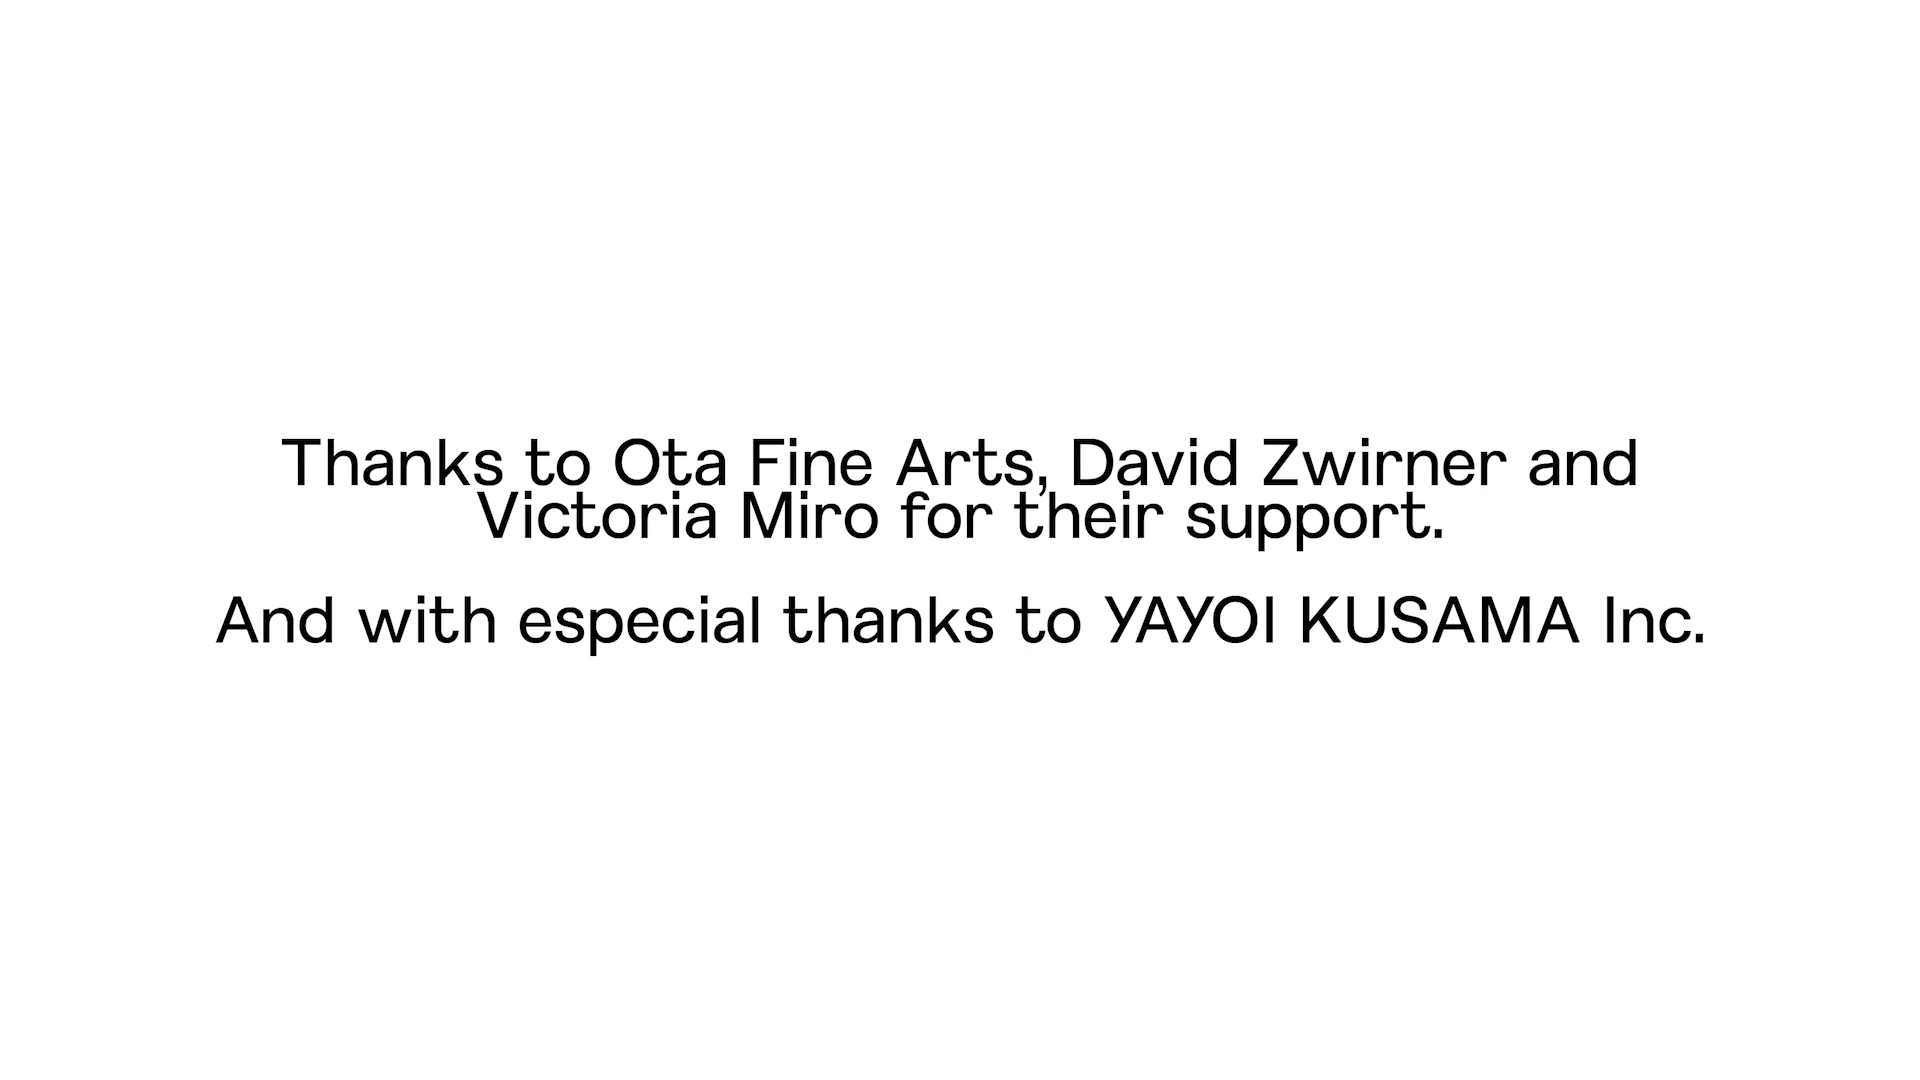 Thanks to Ota Fine Arts, David Zwirner and
Victoria Miro for their support.
And with especial thanks to YAYOI KUSAMA Inc.